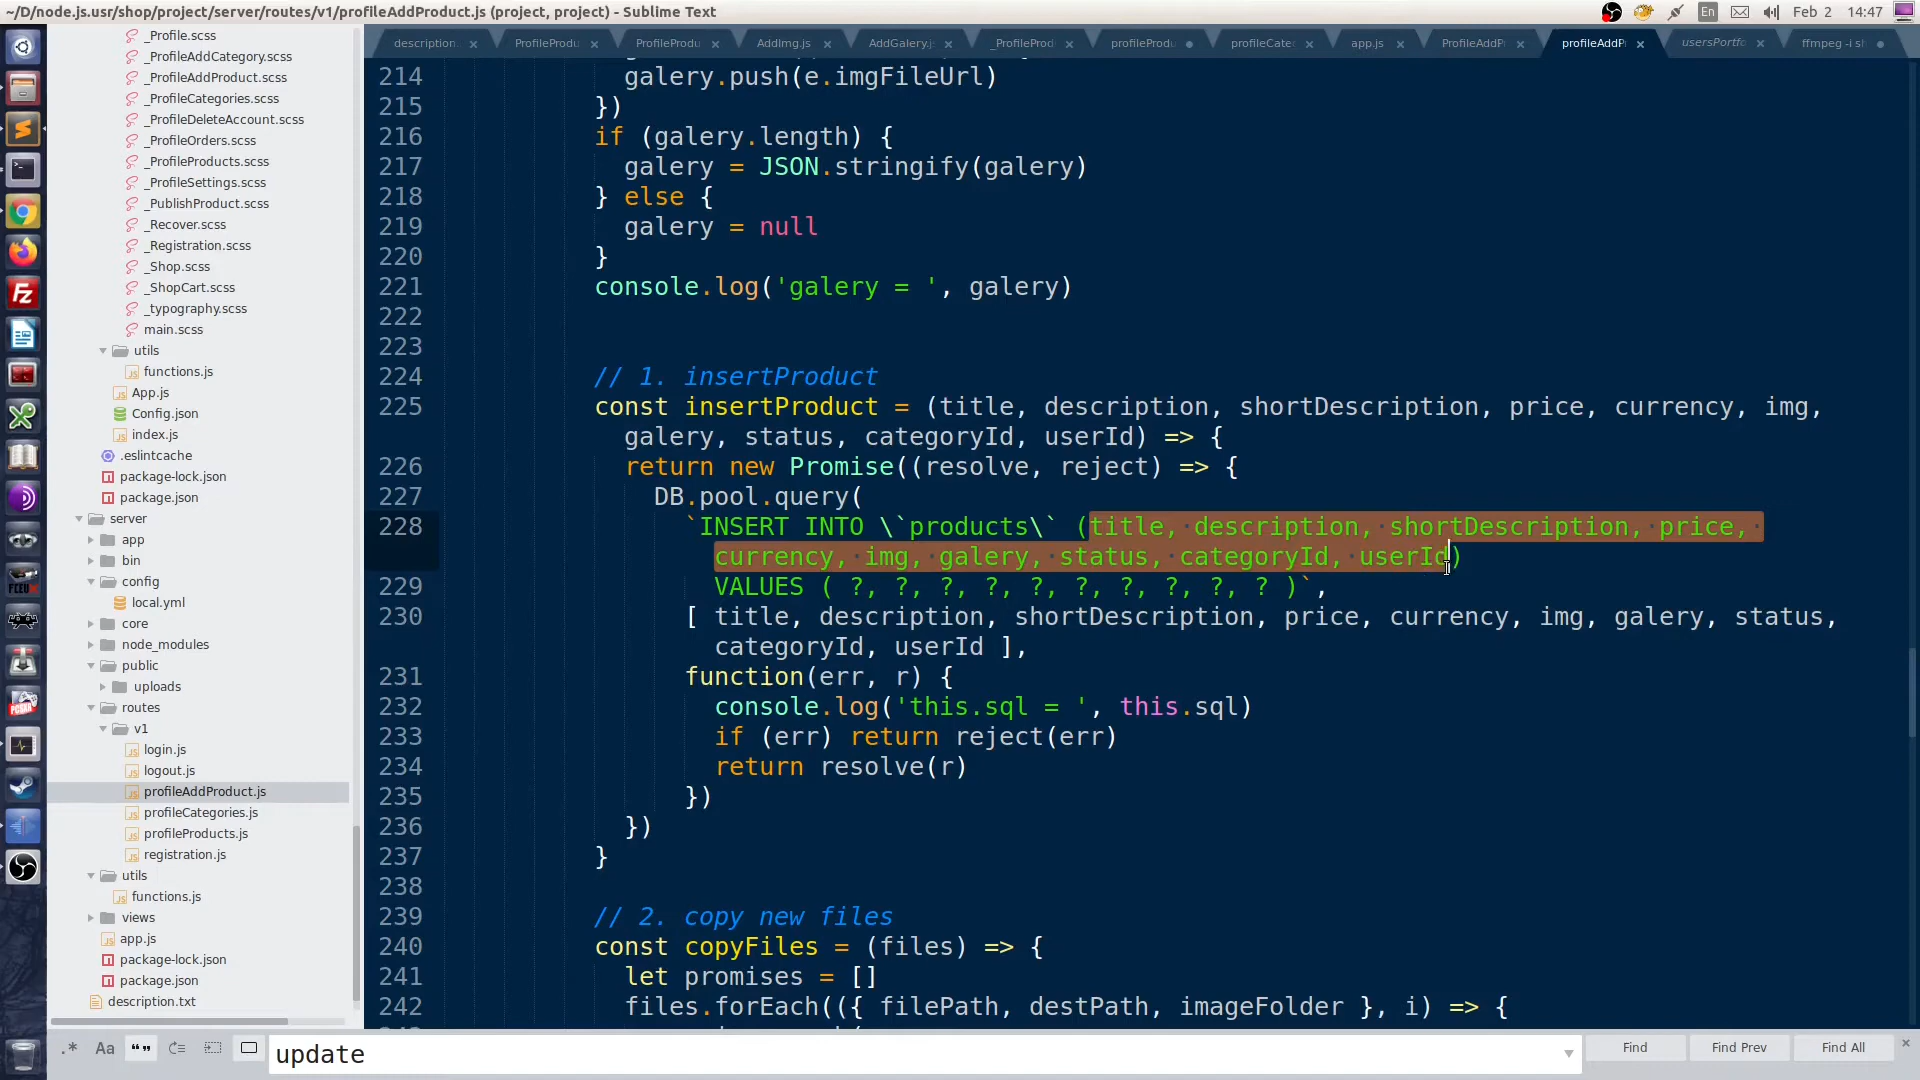 ~/D/node.js.usr/shop/project/server/routes/v1/profileAddProduct.js (project, project) - Sublime Text
En
Feb 2
14:47
description.
ProfileProdu
ProfileProdu
AddImg.js
AddGalery.j
_ProfileProd
profileProdu
profileCate
app.js
ProfileAddP
profileAddP
usersPortfo
ffmpeg -i s
_Profile.scss
_ProfileAddCategory.scss
_ProfileAddProduct.scss
_ProfileCategories.scss
_ProfileDeleteAccount.scss
_ProfileOrders.scss
_ProfileProducts.scss
_ProfileSettings.scss
_PublishProduct.scss
_Recover.scss
_Registration.scss
_Shop.scss
_ShopCart.scss
_typography.scss
main.scss
utils
functions.js
App.js
Config.json
index.js
.eslintcache
package-lock.json
package.json
server
app
bin
config
local.yml
core
node_modules
public
uploads
routes
v1
login.js
logout.js
profileAddProduct.js
profileCategories.js
profileProducts.js
registration.js
utils
functions.js
views
app.js
package-lock.json
package.json
description.txt
214 galery.push(e.imgFileUrl)
215 })
216 if (galery.length) {
217 galery = JSON.stringify(galery)
218 } else {
219 galery = null
220 }
221 console.log('galery = ', galery)
222
223
224 // 1. insertProduct
225 const insertProduct = (title, description, shortDescription, price, currency, img,
galery, status, categoryId, userId) => {
226 return new Promise((resolve, reject) => {
227 DB.pool.query(
228 `INSERT INTO \`products\` (title, description, shortDescription, price,
currency, img, galery, status, categoryId, userId)
229 VALUES ( ?, ?, ?, ?, ?, ?, ?, ?, ?, ? )`,
230 [ title, description, shortDescription, price, currency, img, galery, status,
categoryId, userId ],
231 function(err, r) {
232 console.log('this.sql = ', this.sql)
233 if (err) return reject(err)
234 return resolve(r)
235 })
236 })
237 }
238
239 // 2. copy new files
240 const copyFiles = (files) => {
241 let promises = []
242 files.forEach(({ filePath, destPath, imageFolder }, i) => {
.* Aa “”
update
Find
Find Prev
Find All